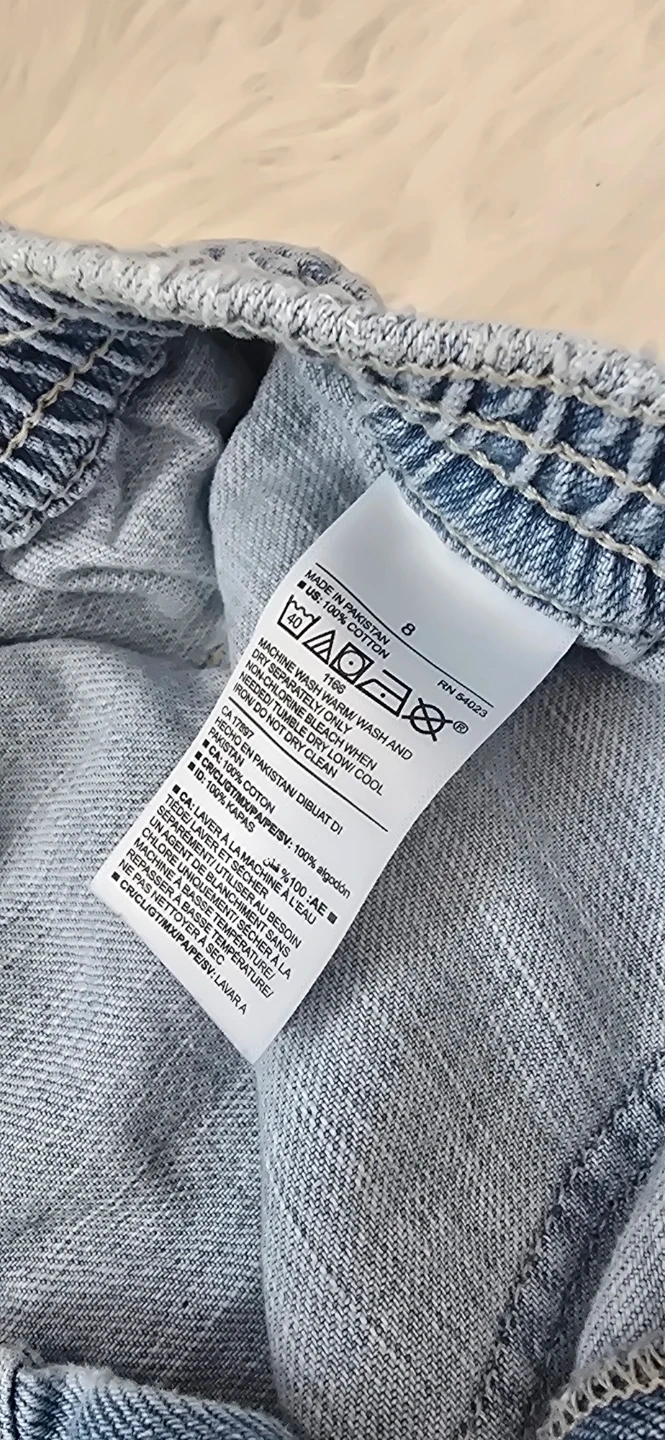 8
MADE IN PAKISTAN RN 54023
■ US: 100% COTTON
40
®
1166
MACHINE WASH WARM/ WASH AND
DRY SEPARATELY/ ONLY
NON-CHLORINE BLEACH WHEN
NEEDED/ TUMBLE DRY LOW/ COOL
IRON/ DO NOT DRY CLEAN
CA 17897
HECHO EN PAKISTAN/ DIBUAT DI
PAKISTAN
■ CA: 100% COTON
■ CR/CL/GT/MX/PA/PE/SV: 100% algodón
■ ID: 100% KAPAS
■ AE: 100% قطن
■ CA: LAVER À LA MACHINE À L'EAU
TIÈDE/ LAVER ET SÉCHER
SÉPARÉMENT/ UTILISER AU BESOIN
UN AGENT DE BLANCHIMENT SANS
CHLORE UNIQUEMENT/ SÉCHER À LA
MACHINE À BASSE TEMPÉRATURE/
REPASSER À BASSE TEMPÉRATURE/
NE PAS NETTOYER À SEC
■ CR/CL/GT/MX/PA/PE/SV: LAVAR A